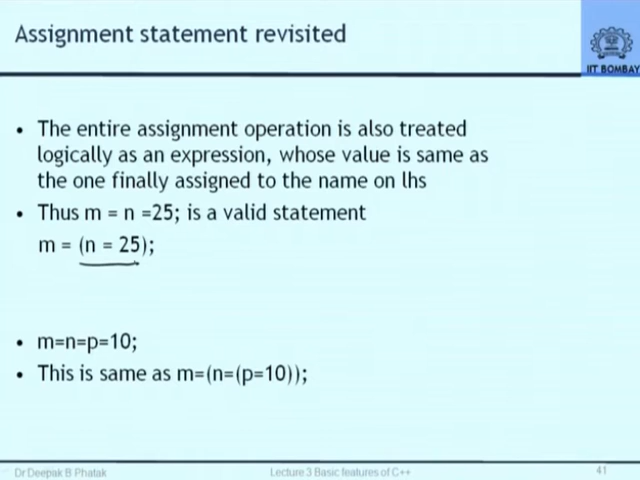 Assignment statement revisited
IIT BOMBAY
• The entire assignment operation is also treated
logically as an expression, whose value is same as
the one finally assigned to the name on lhs
• Thus m = n =25; is a valid statement
m = (n = 25);
• m=n=p=10;
• This is same as m=(n=(p=10));
Dr Deepak B Phatak
Lecture 3 Basic features of C++
41